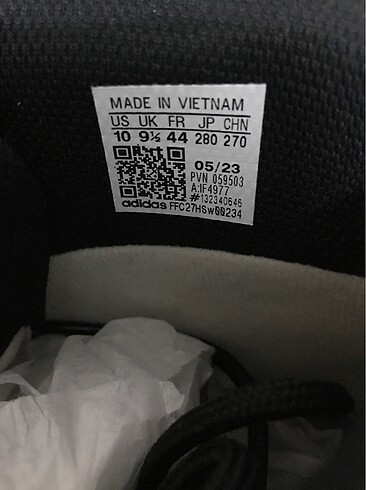 MADE IN VIETNAM
US UK FR JP CHN
10 9½ 44 280 270
05/23
PVN 059503
A:IF4977
#132340646
adidas FFC27HSW00234